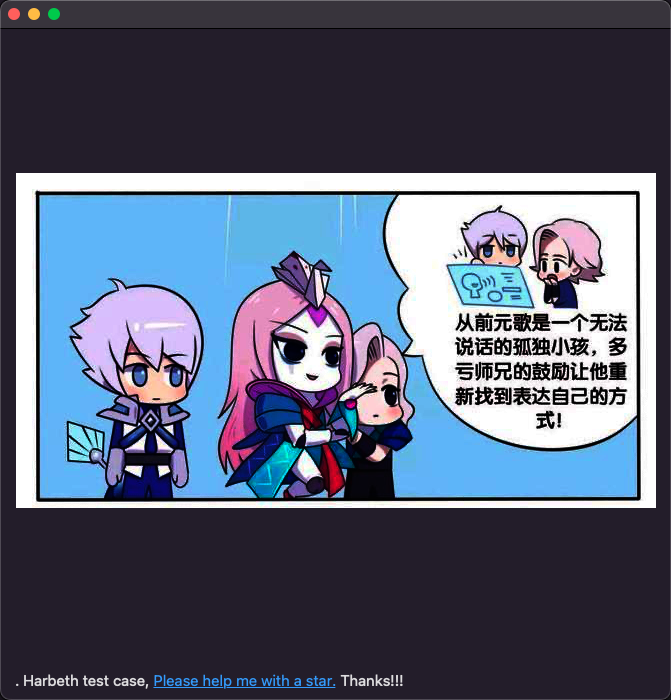 从前元歌是一个无法
说话的孤独小孩，多
亏师兄的鼓励让他重
新找到表达自己的方
式！
. Harbeth test case, Please help me with a star. Thanks!!!